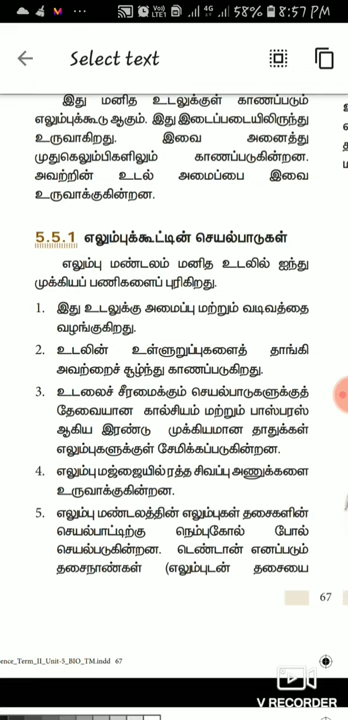 58% 8:57 PM
Select text
இது மனித உடலுக்குள் காணப்படும்
எலும்புக்கூடு ஆகும். இது இடைப்படையிலிருந்து
உருவாகிறது. இவை அனைத்து
முதுகெலும்பிகளிலும் காணப்படுகின்றன.
அவற்றின் உடல் அமைப்பை இவை
உருவாக்குகின்றன.
5.5.1 எலும்புக்கூட்டின் செயல்பாடுகள்
எலும்பு மண்டலம் மனித உடலில் ஐந்து
முக்கியப் பணிகளைப் புரிகிறது.
1. இது உடலுக்கு அமைப்பு மற்றும் வடிவத்தை
வழங்குகிறது.
2. உடலின் உள்ளுறுப்புகளைத் தாங்கி
அவற்றைச் சூழ்ந்து காணப்படுகிறது.
3. உடலைச் சீரமைக்கும் செயல்பாடுகளுக்குத்
தேவையான கால்சியம் மற்றும் பாஸ்பரஸ்
ஆகிய இரண்டு முக்கியமான தாதுக்கள்
எலும்புகளுக்குள் சேமிக்கப்படுகின்றன.
4. எலும்பு மஜ்ஜையில் ரத்த சிவப்பு அணுக்களை
உருவாக்குகின்றன.
5. எலும்பு மண்டலத்தின் எலும்புகள் தசைகளின்
செயல்பாட்டிற்கு நெம்புகோல் போல்
செயல்படுகின்றன. டெண்டான் எனப்படும்
தசைநாண்கள் (எலும்புடன் தசையை
67
ence_Term_II_Unit-5_BIO_TM.indd 67
V RECORDER